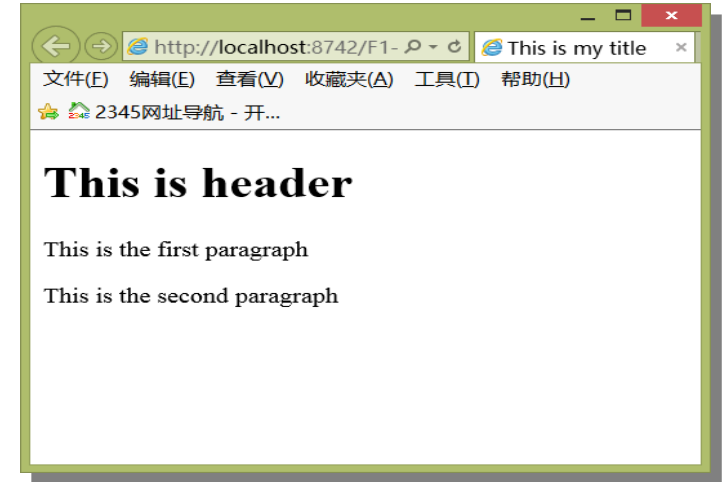 http://localhost:8742/F1- This is my title
文件(F) 编辑(E) 查看(V) 收藏夹(A) 工具(T) 帮助(H)
2345 2345网址导航 - 开...
This is header
This is the first paragraph
This is the second paragraph